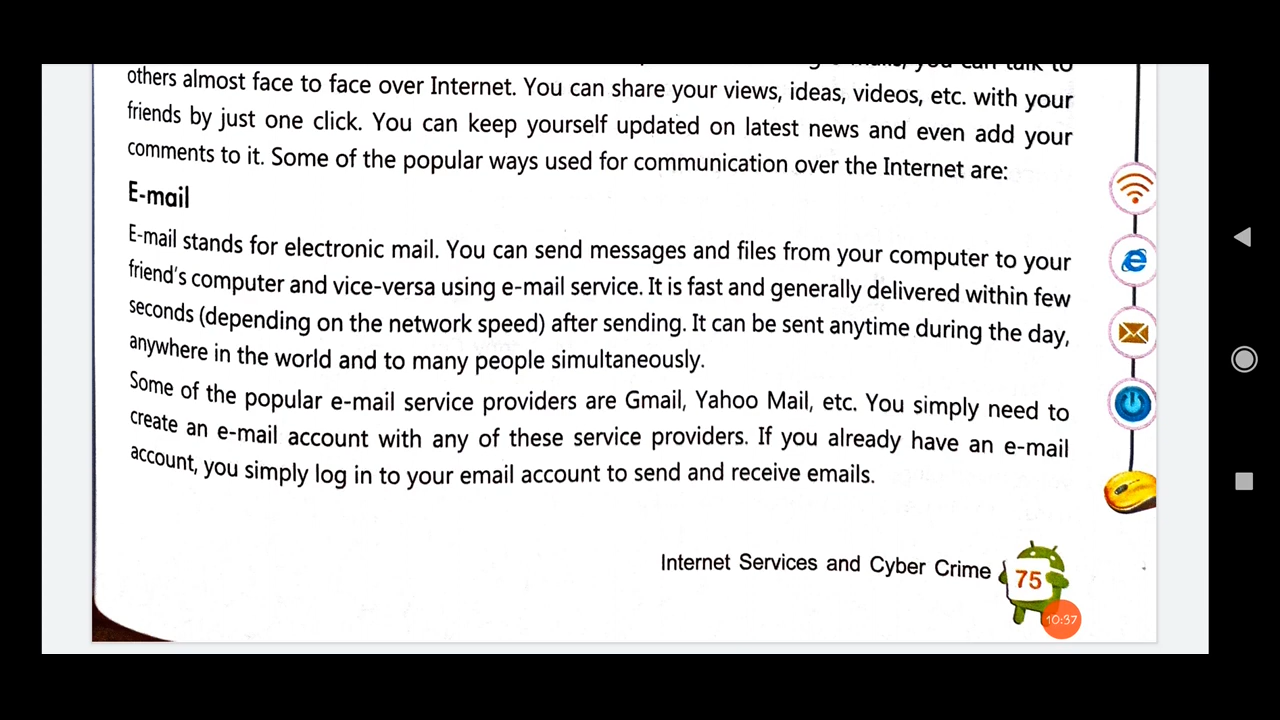 others almost face to face over Internet. You can share your views, ideas, videos, etc. with your
friends by just one click. You can keep yourself updated on latest news and even add your
comments to it. Some of the popular ways used for communication over the Internet are:
E-mail
E-mail stands for electronic mail. You can send messages and files from your computer to your
friend's computer and vice-versa using e-mail service. It is fast and generally delivered within few
seconds (depending on the network speed) after sending. It can be sent anytime during the day,
anywhere in the world and to many people simultaneously.
Some of the popular e-mail service providers are Gmail, Yahoo Mail, etc. You simply need to
create an e-mail account with any of these service providers. If you already have an e-mail
account, you simply log in to your email account to send and receive emails.
Internet Services and Cyber Crime 75
10:37